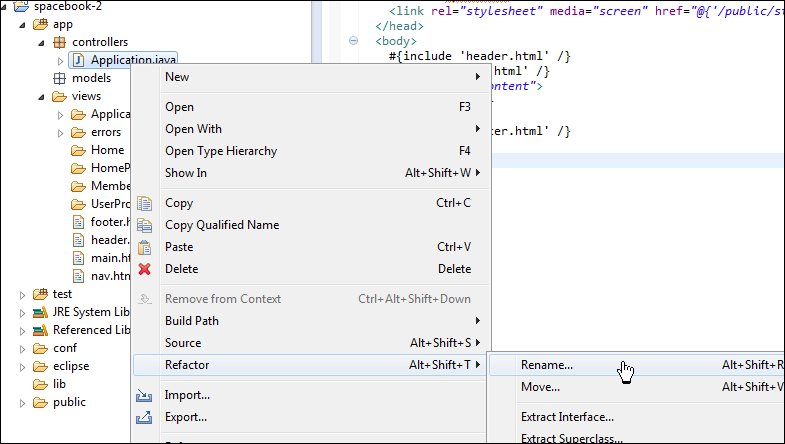 spacebook-2
app
controllers
Application.java
models
views
Applica
errors
Home
HomeP
Membe
UserPro
footer.h
header.
main.ht
nav.htn
test
JRE System Lib
Referenced Lib
conf
eclipse
lib
public
<link rel="stylesheet" media="screen" href="@{'/public/st
</head>
<body>
#{include 'header.html' /}
html' /}
ontent">
ter.html' /}
New
Open F3
Open With
Open Type Hierarchy F4
Show In Alt+Shift+W
Copy Ctrl+C
Copy Qualified Name
Paste Ctrl+V
Delete Delete
Remove from Context Ctrl+Alt+Shift+Down
Build Path
Source Alt+Shift+S
Refactor Alt+Shift+T
Import...
Export...
Rename... Alt+Shift+R
Move... Alt+Shift+V
Extract Interface...
Extract Superclass...